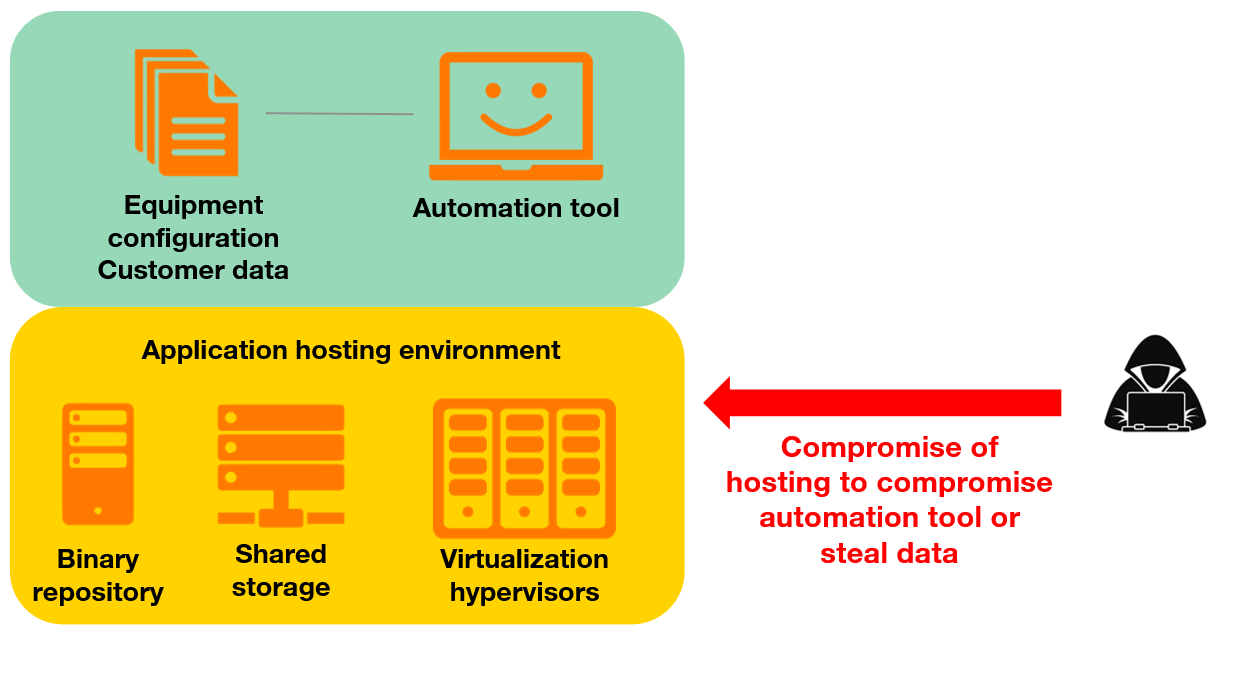 Equipment
configuration
Customer data
Automation tool
Application hosting environment
Binary
repository
Shared
storage
Virtualization
hypervisors
Compromise of
hosting to compromise
automation tool or
steal data